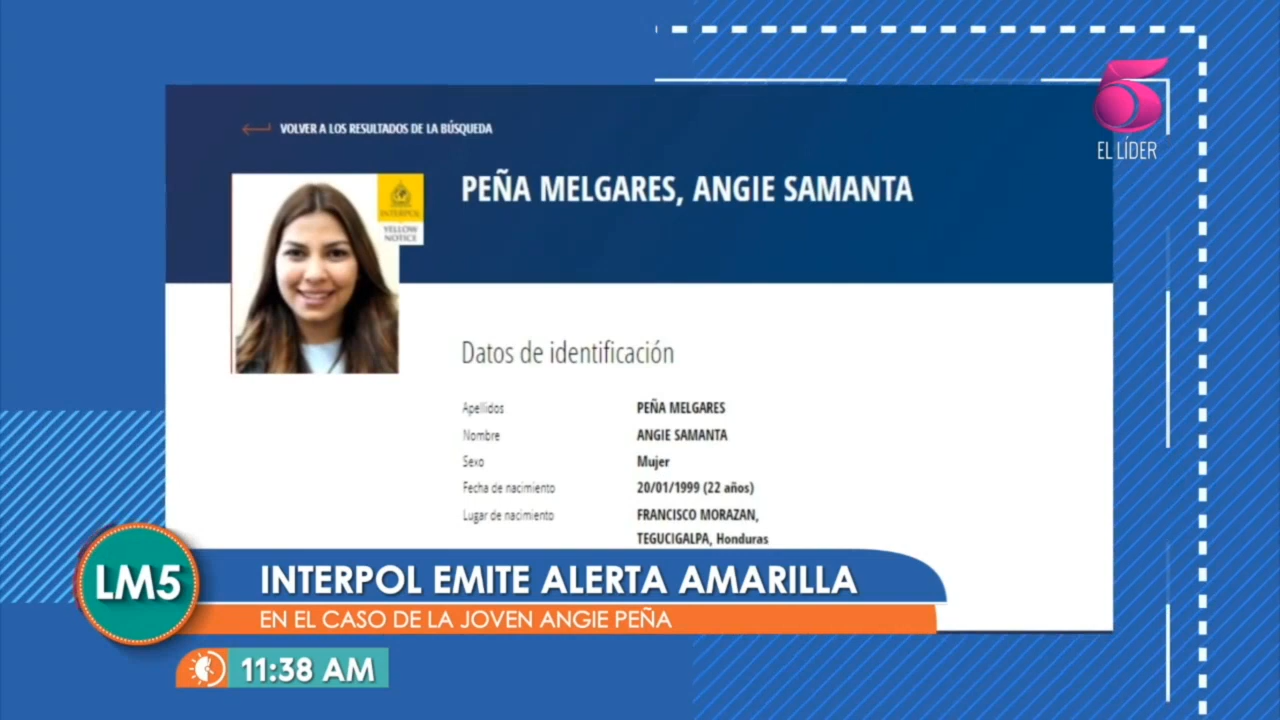 5
EL LÍDER
VOLVER A LOS RESULTADOS DE LA BÚSQUEDA
INTERPOL
YELLOW
NOTICE
PEÑA MELGARES, ANGIE SAMANTA
Datos de identificación
Apellidos PEÑA MELGARES
Nombre ANGIE SAMANTA
Sexo Mujer
Fecha de nacimiento 20/01/1999 (22 años)
Lugar de nacimiento FRANCISCO MORAZAN,
TEGUCIGALPA, Honduras
LM5
INTERPOL EMITE ALERTA AMARILLA
EN EL CASO DE LA JOVEN ANGIE PEÑA
11:38 AM